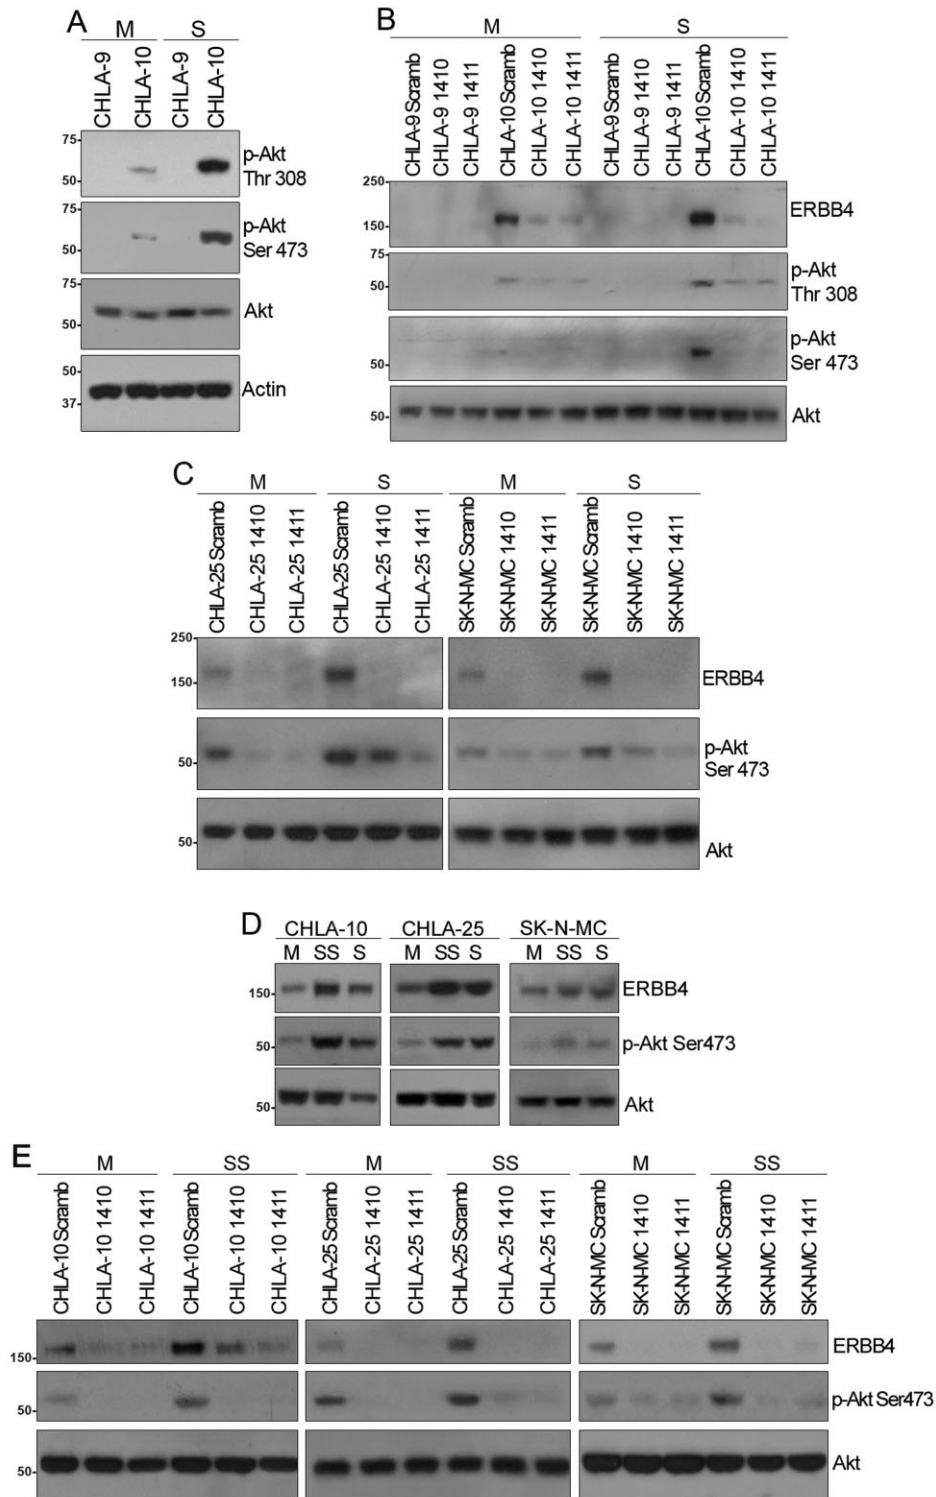 A
M S
CHLA-9 CHLA-10 CHLA-9 CHLA-10
75
50
p-Akt
Thr 308
75
50
p-Akt
Ser 473
75
50
Akt
50
37
Actin
B
M S
CHLA-9 Scramb CHLA-9 1410 CHLA-9 1411 CHLA-10 Scramb CHLA-10 1410 CHLA-10 1411 CHLA-9 Scramb CHLA-9 1410 CHLA-9 1411 CHLA-10 Scramb CHLA-10 1410 CHLA-10 1411
250
150
ERBB4
75
50
p-Akt
Thr 308
50
p-Akt
Ser 473
50
Akt
C
M S M S
CHLA-25 Scramb CHLA-25 1410 CHLA-25 1411 CHLA-25 Scramb CHLA-25 1410 CHLA-25 1411 SK-N-MC Scramb SK-N-MC 1410 SK-N-MC 1411 SK-N-MC Scramb SK-N-MC 1410 SK-N-MC 1411
250
150
ERBB4
50
p-Akt
Ser 473
50
Akt
D
CHLA-10 CHLA-25 SK-N-MC
M SS S M SS S M SS S
150
ERBB4
50
p-Akt Ser473
50
Akt
E
M SS M SS M SS
CHLA-10 Scramb CHLA-10 1410 CHLA-10 1411 CHLA-10 Scramb CHLA-10 1410 CHLA-10 1411 CHLA-25 Scramb CHLA-25 1410 CHLA-25 1411 CHLA-25 Scramb CHLA-25 1410 CHLA-25 1411 SK-N-MC Scramb SK-N-MC 1410 SK-N-MC 1411 SK-N-MC Scramb SK-N-MC 1410 SK-N-MC 1411
150
ERBB4
50
p-Akt Ser473
50
Akt